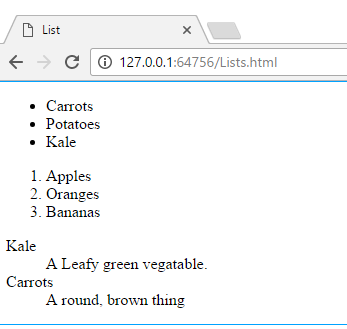 List
127.0.0.1:64756/Lists.html
• Carrots
• Potatoes
• Kale
1. Apples
2. Oranges
3. Bananas
Kale
A Leafy green vegatable.
Carrots
A round, brown thing